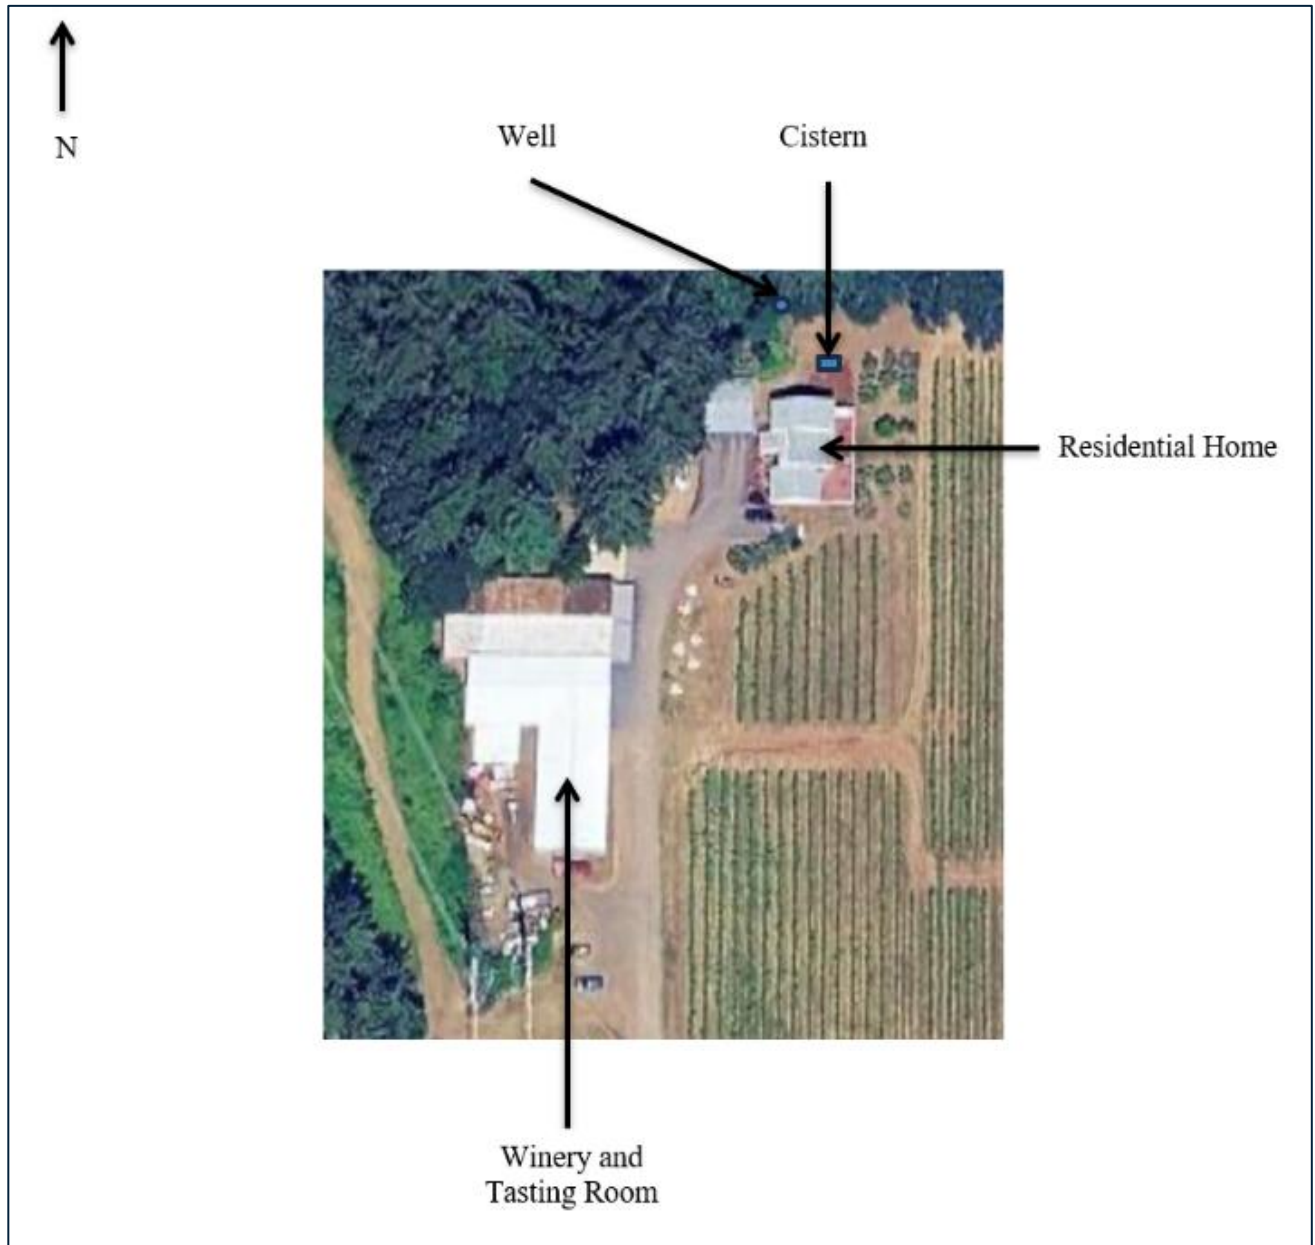 N
Well
Cistern
Residential Home
Winery and
Tasting Room